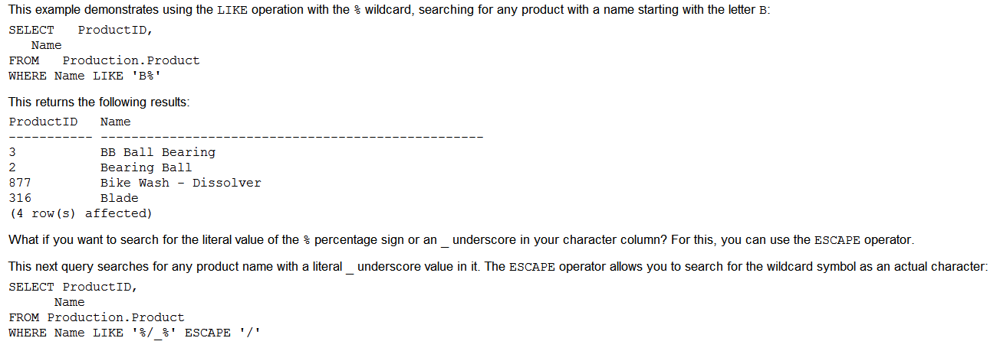 This example demonstrates using the LIKE operation with the % wildcard, searching for any product with a name starting with the letter B:
SELECT   ProductID,
   Name
FROM   Production.Product
WHERE Name LIKE 'B%'
This returns the following results:
ProductID   Name
----------- --------------------------------------------------
3           BB Ball Bearing
2           Bearing Ball
877         Bike Wash - Dissolver
316         Blade
(4 row(s) affected)
What if you want to search for the literal value of the % percentage sign or an _ underscore in your character column? For this, you can use the ESCAPE operator.
This next query searches for any product name with a literal _ underscore value in it. The ESCAPE operator allows you to search for the wildcard symbol as an actual character:
SELECT ProductID,
      Name
FROM Production.Product
WHERE Name LIKE '%/_%' ESCAPE '/'